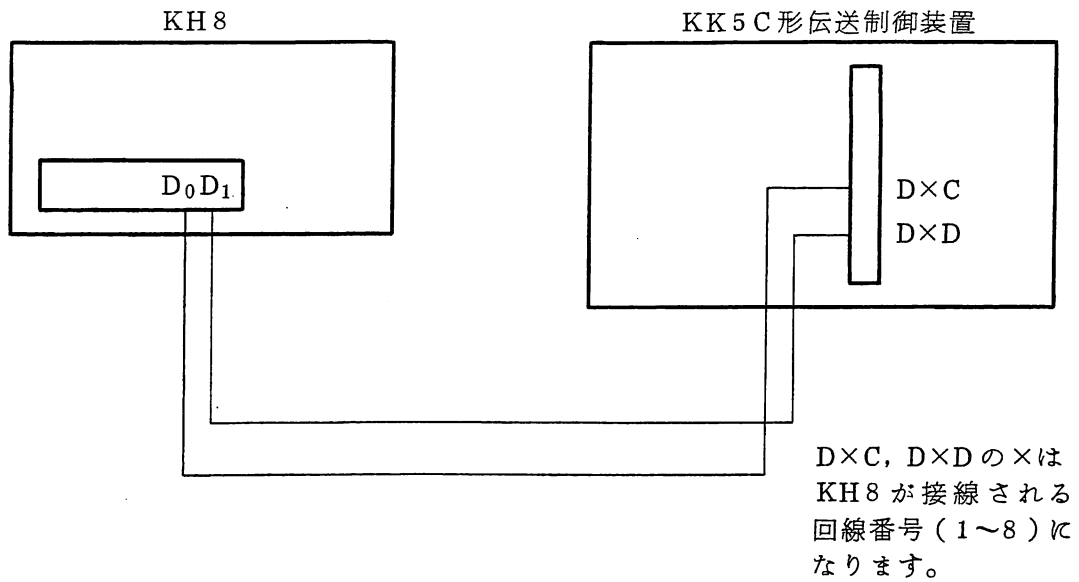 KH8
KK5C形伝送制御装置
D₀D₁
D×C
D×D
D×C, D×Dの×は
KH8が接線される
回線番号(1~8)に
なります。